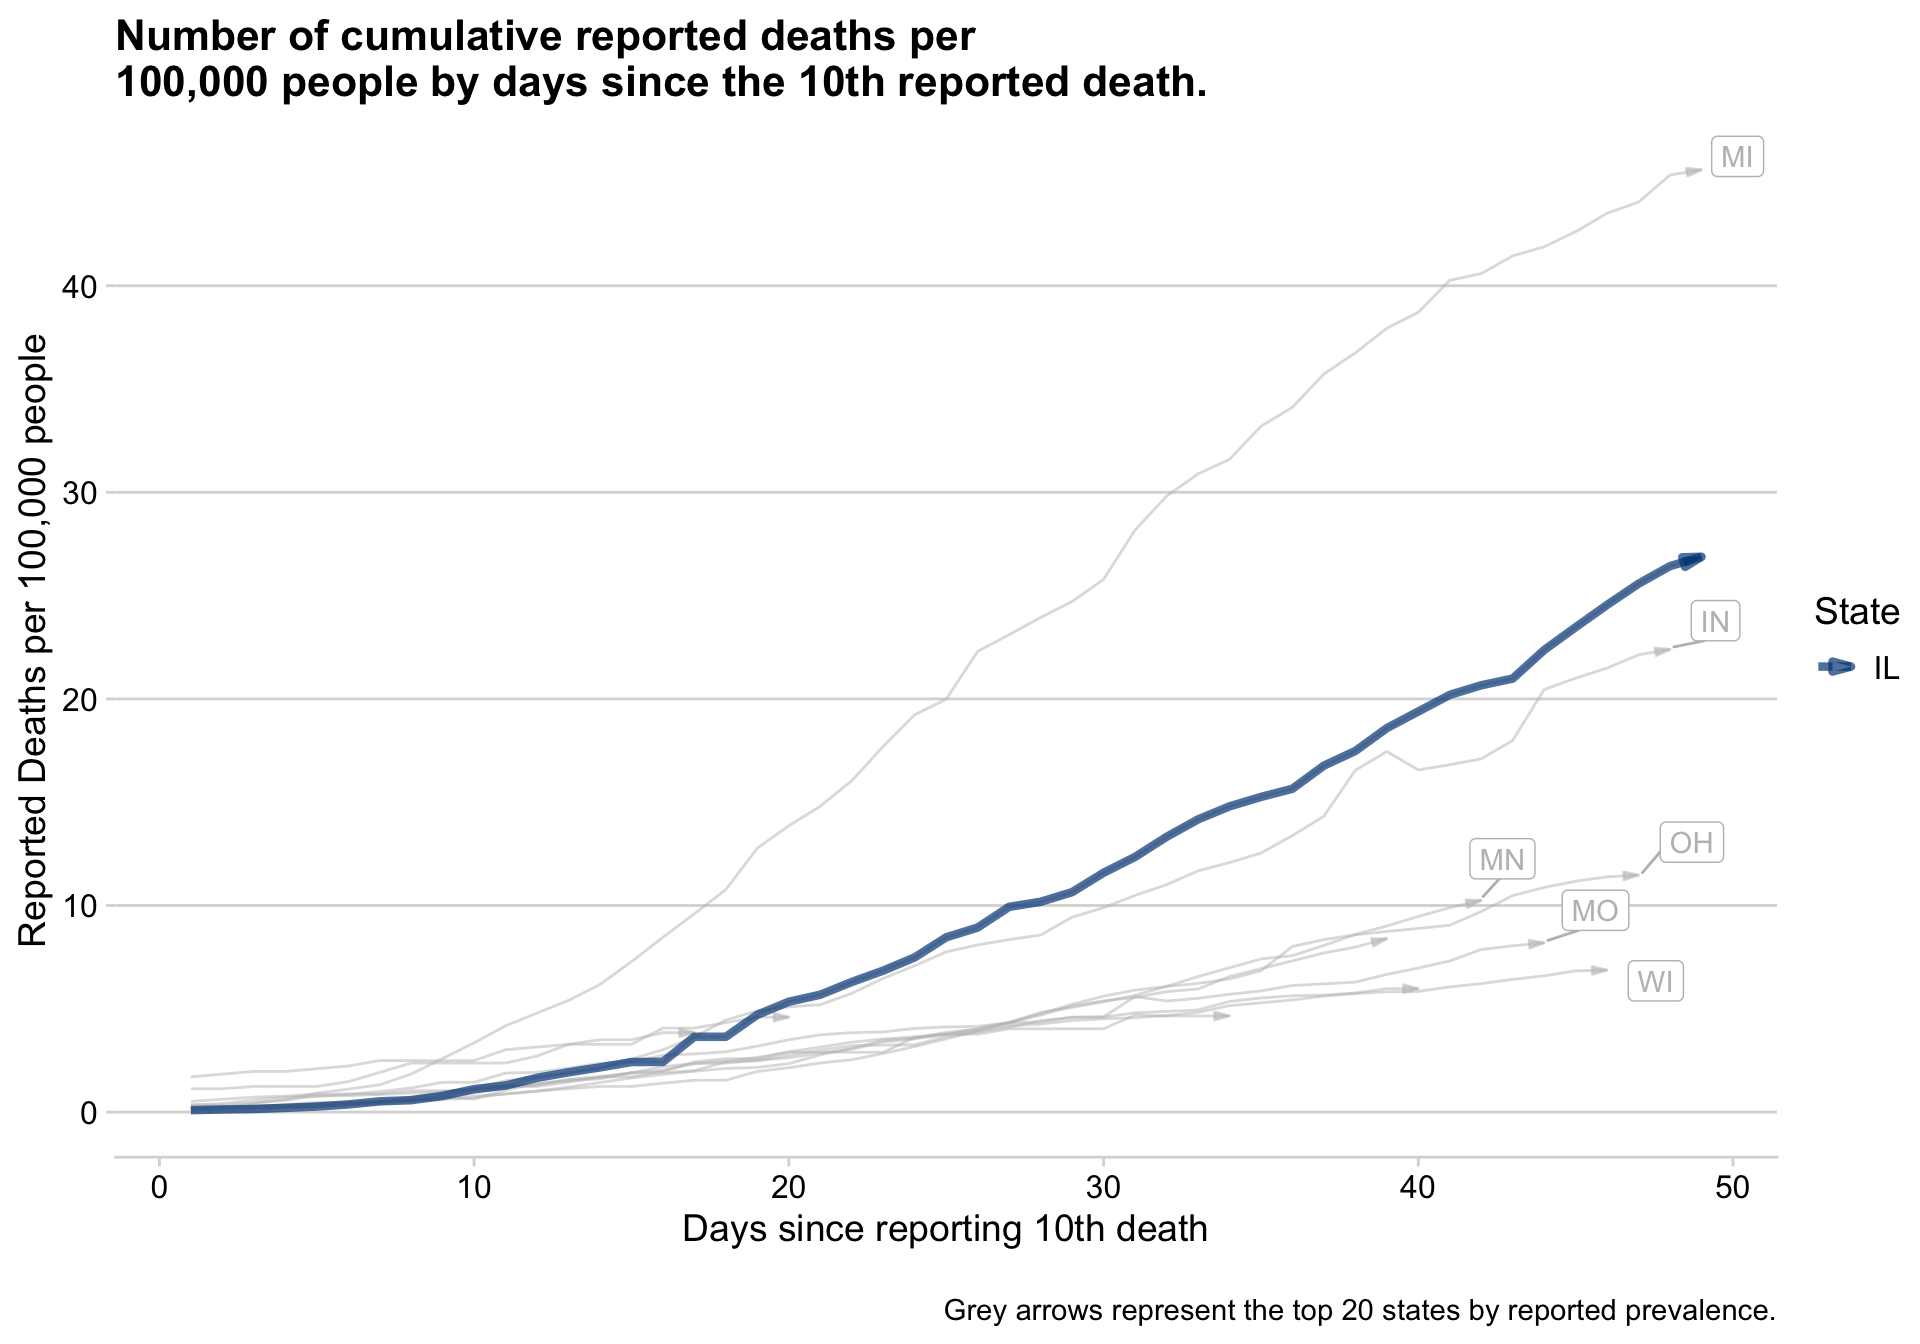 Number of cumulative reported deaths per
100,000 people by days since the 10th reported death.
Reported Deaths per 100,000 people
40
30
20
10
0
MI
IN
OH
MN
MO
WI
State
IL
0 10 20 30 40 50
Days since reporting 10th death
Grey arrows represent the top 20 states by reported prevalence.